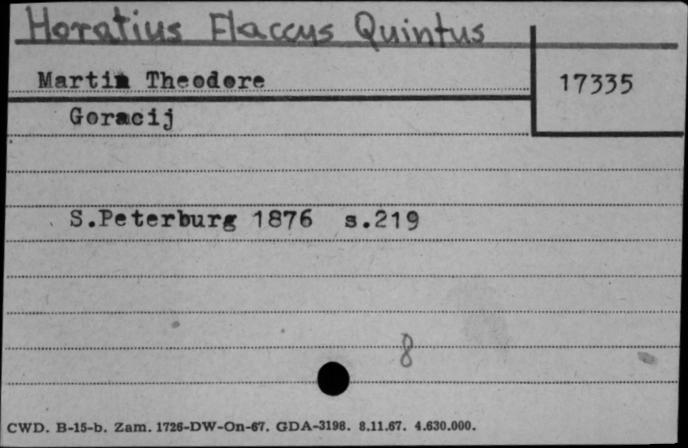 Horatius Flaccus Quintus
Martin Theodore
17335
Goracij
S.Peterburg 1876 s.219
8
CWD. B-15-b. Zam. 1726-DW-On-67. GDA-3198. 8.11.67. 4.630.000.